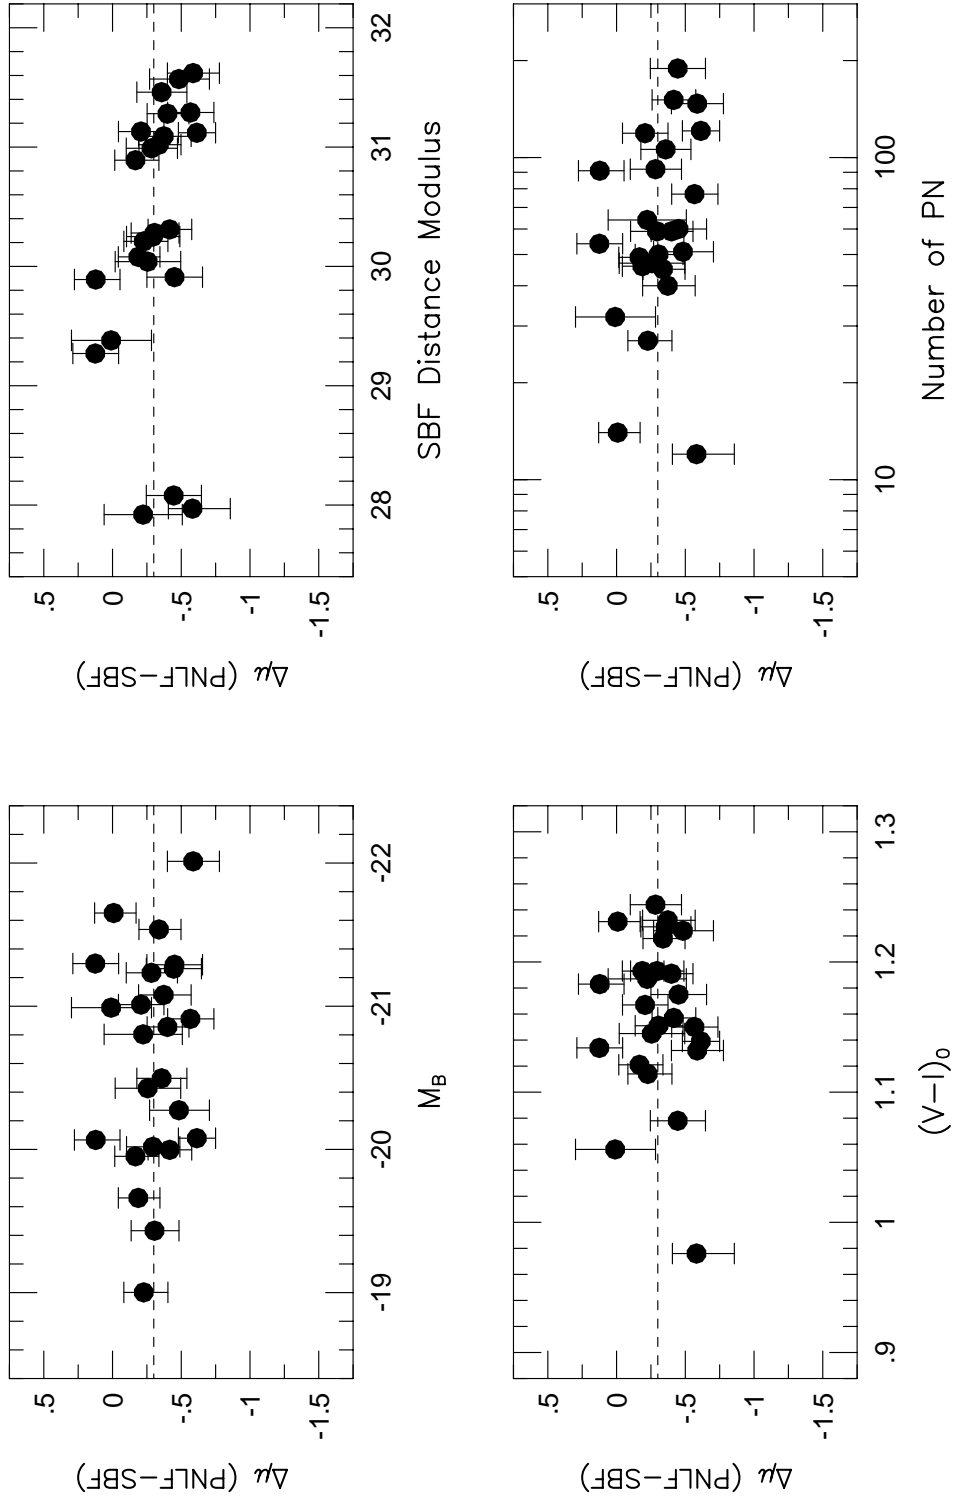 Δμ (PNLF−SBF)
.5
0
-.5
-1
-1.5
-19 -20 -21 -22
M_B
Δμ (PNLF−SBF)
.5
0
-.5
-1
-1.5
28 29 30 31 32
SBF Distance Modulus
Δμ (PNLF−SBF)
.5
0
-.5
-1
-1.5
.9 1 1.1 1.2 1.3
(V−I)₀
Δμ (PNLF−SBF)
.5
0
-.5
-1
-1.5
10 100
Number of PN